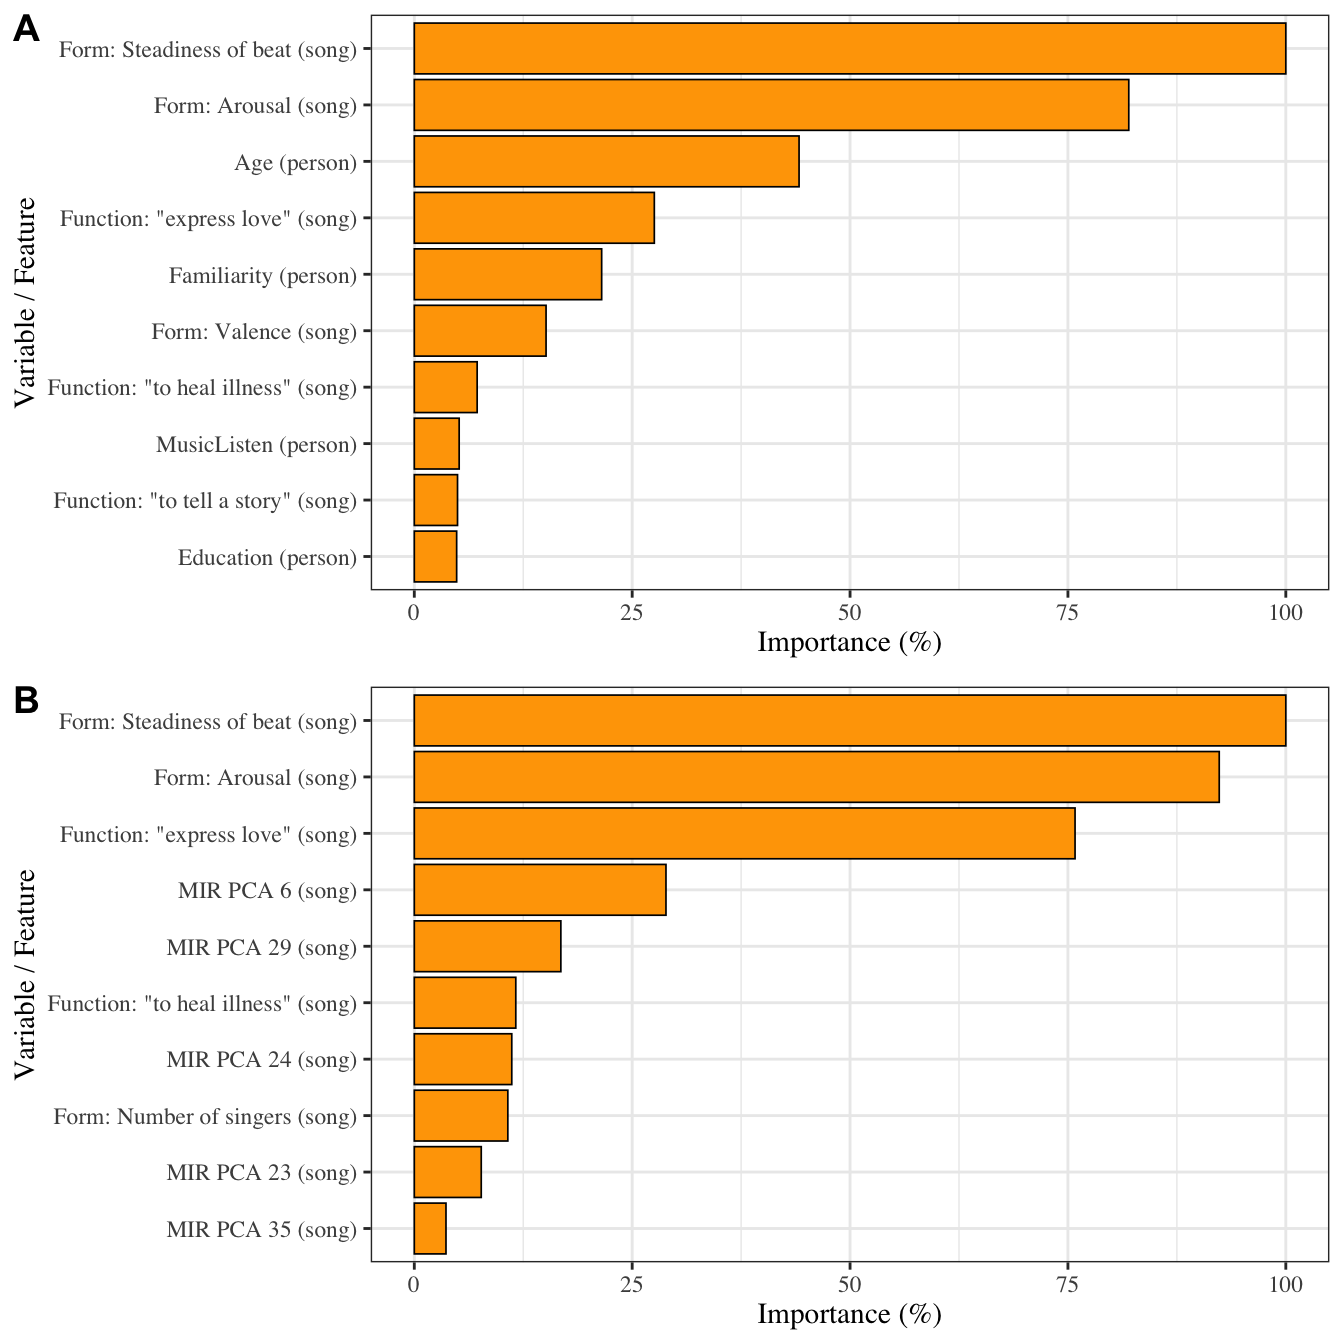 A
Variable / Feature
Form: Steadiness of beat (song)
Form: Arousal (song)
Age (person)
Function: "express love" (song)
Familiarity (person)
Form: Valence (song)
Function: "to heal illness" (song)
MusicListen (person)
Function: "to tell a story" (song)
Education (person)
0 25 50 75 100
Importance (%)
B
Variable / Feature
Form: Steadiness of beat (song)
Form: Arousal (song)
Function: "express love" (song)
MIR PCA 6 (song)
MIR PCA 29 (song)
Function: "to heal illness" (song)
MIR PCA 24 (song)
Form: Number of singers (song)
MIR PCA 23 (song)
MIR PCA 35 (song)
0 25 50 75 100
Importance (%)